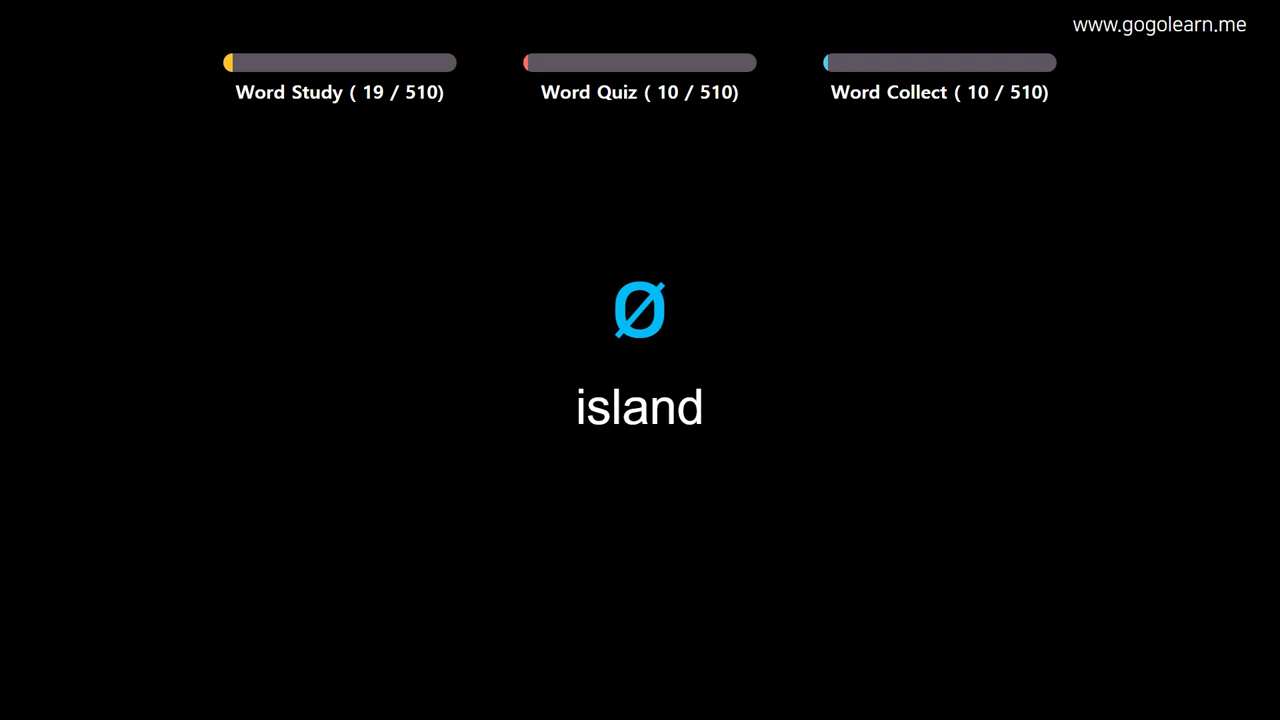 www.gogolearn.me
Word Study ( 19 / 510)
Word Quiz ( 10 / 510)
Word Collect ( 10 / 510)
Ø
island